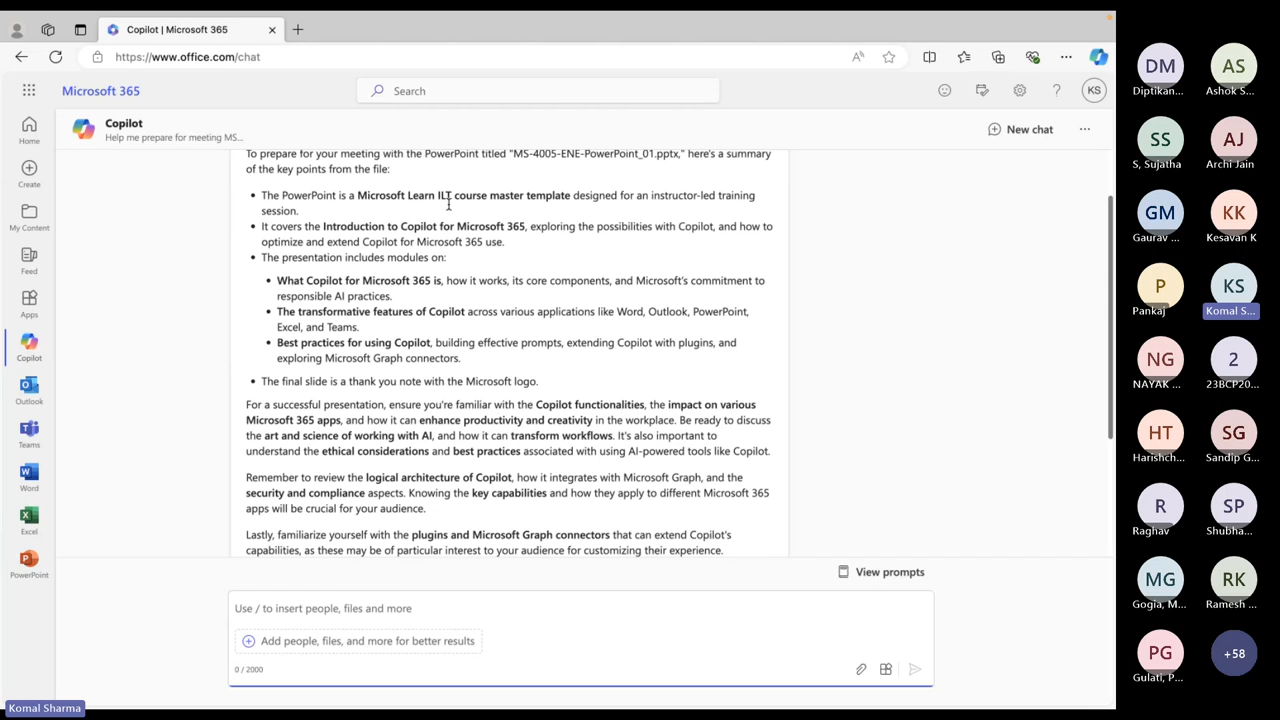 Copilot | Microsoft 365
https://www.office.com/chat
Microsoft 365
Search
KS
Home
Create
My Content
Feed
Apps
Copilot
Outlook
Teams
Word
Excel
PowerPoint
Copilot
Help me prepare for meeting MS...
New chat
To prepare for your meeting with the PowerPoint titled "MS-4005-ENE-PowerPoint_01.pptx," here's a summary
of the key points from the file:
The PowerPoint is a Microsoft Learn ILT course master template designed for an instructor-led training
session.
It covers the Introduction to Copilot for Microsoft 365, exploring the possibilities with Copilot, and how to
optimize and extend Copilot for Microsoft 365 use.
The presentation includes modules on:
What Copilot for Microsoft 365 is, how it works, its core components, and Microsoft's commitment to
responsible AI practices.
The transformative features of Copilot across various applications like Word, Outlook, PowerPoint,
Excel, and Teams.
Best practices for using Copilot, building effective prompts, extending Copilot with plugins, and
exploring Microsoft Graph connectors.
The final slide is a thank you note with the Microsoft logo.
For a successful presentation, ensure you're familiar with the Copilot functionalities, the impact on various
Microsoft 365 apps, and how it can enhance productivity and creativity in the workplace. Be ready to discuss
the art and science of working with AI, and how it can transform workflows. It's also important to
understand the ethical considerations and best practices associated with using AI-powered tools like Copilot.
Remember to review the logical architecture of Copilot, how it integrates with Microsoft Graph, and the
security and compliance aspects. Knowing the key capabilities and how they apply to different Microsoft 365
apps will be crucial for your audience.
Lastly, familiarize yourself with the plugins and Microsoft Graph connectors that can extend Copilot's
capabilities, as these may be of particular interest to your audience for customizing their experience.
View prompts
Use / to insert people, files and more
Add people, files, and more for better results
0 / 2000
Komal Sharma
DM
Diptikan...
AS
Ashok S...
SS
S, Sujatha
AJ
Archi Jain
GM
Gaurav ...
KK
Kesavan K
P
Pankaj
KS
Komal S...
NG
NAYAK ...
2
23BCP20...
HT
Harishch...
SG
Sandip G...
R
Raghav
SP
Shubha...
MG
Gogia, M...
RK
Ramesh ...
PG
Gulati, P...
+58